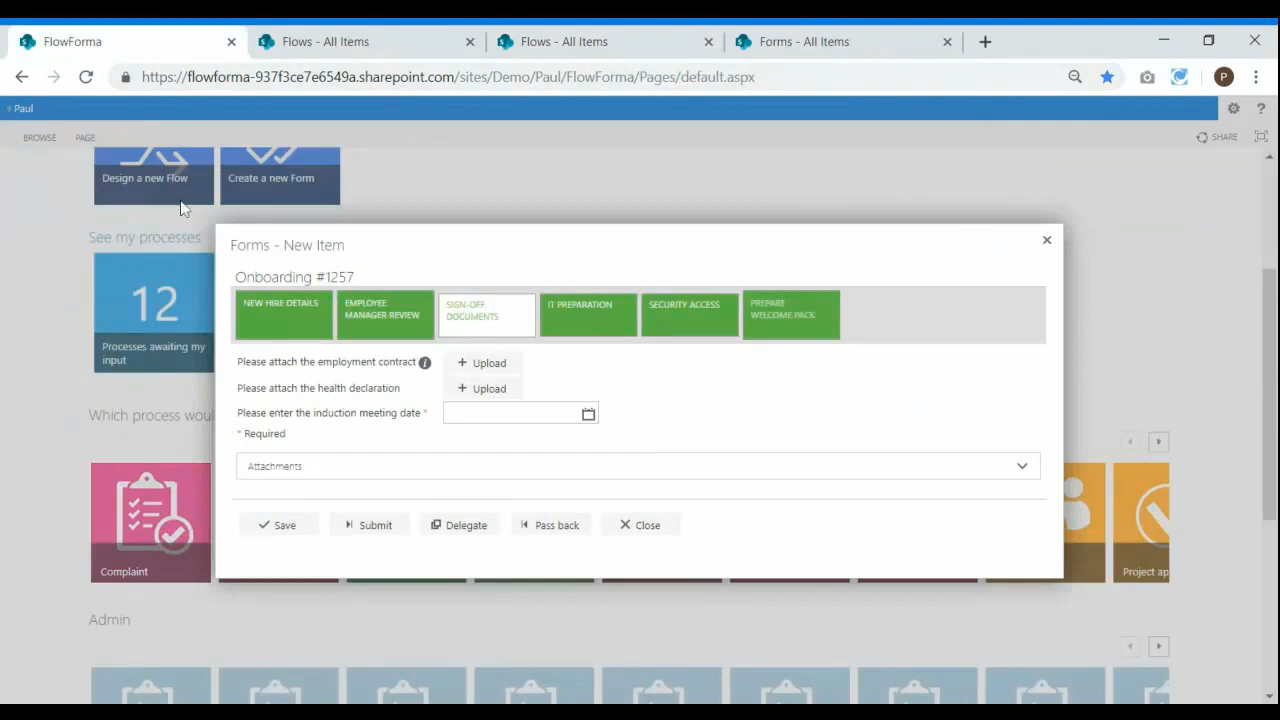 FlowForma
Flows - All Items
Flows - All Items
Forms - All Items
https://flowforma-937f3ce7e6549a.sharepoint.com/sites/Demo/Paul/FlowForma/Pages/default.aspx
P
Paul
?
BROWSE
PAGE
SHARE
Design a new Flow
Create a new Form
See my processes
12
Processes awaiting my
input
Forms - New Item
Onboarding #1257
NEW HIRE DETAILS
EMPLOYEE
MANAGER REVIEW
SIGN-OFF
DOCUMENTS
IT PREPARATION
SECURITY ACCESS
PREPARE
WELCOME PACK
Please attach the employment contract
+ Upload
Please attach the health declaration
+ Upload
Please enter the induction meeting date *
* Required
Attachments
Save
Submit
Delegate
Pass back
Close
Which process wou
Complaint
Project ap
Admin